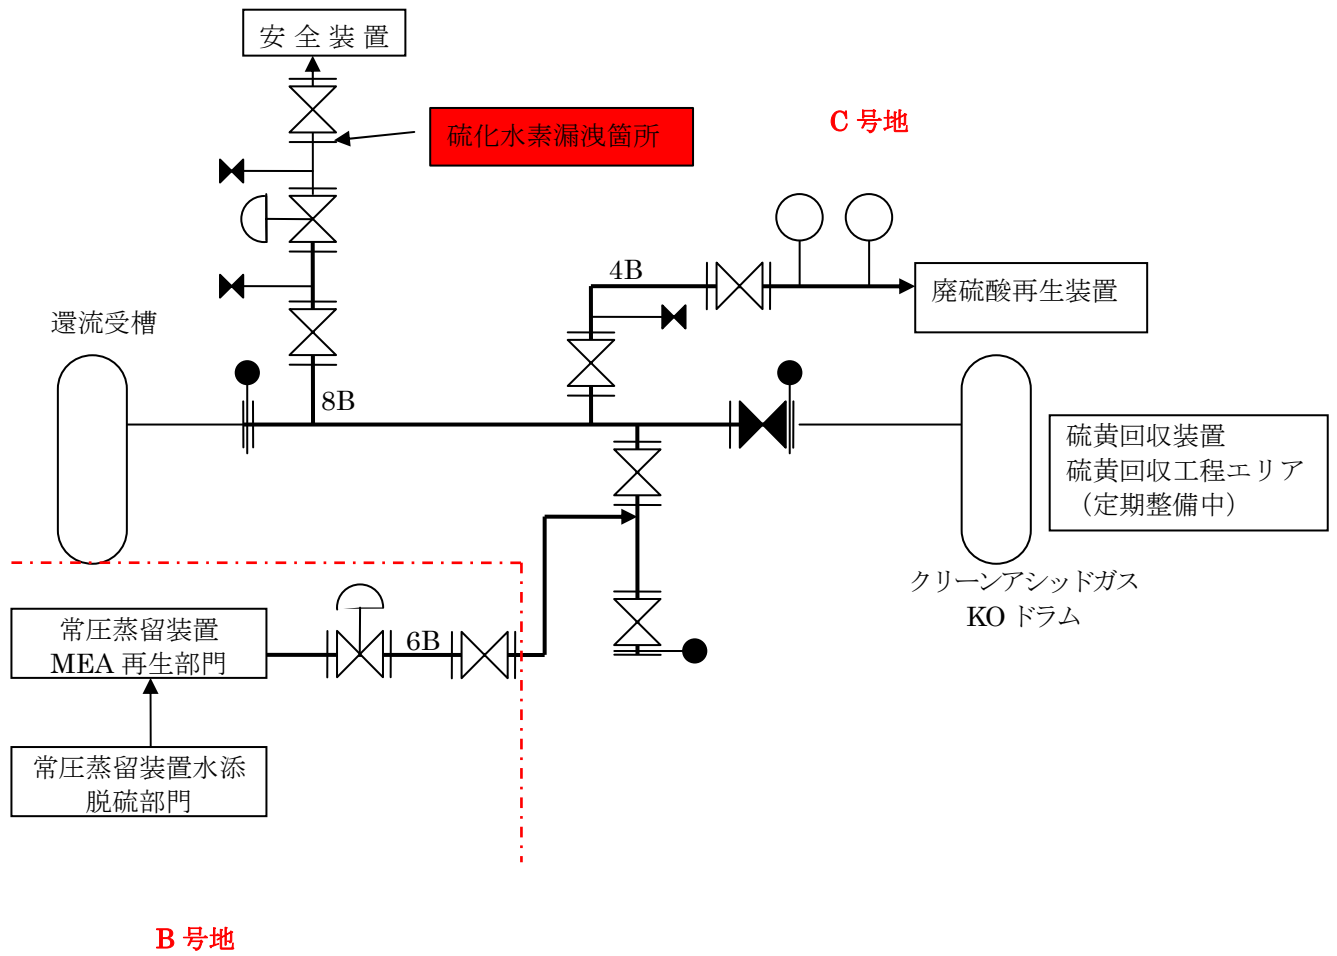 安全装置
硫化水素漏洩箇所
C 号地
4B
廃硫酸再生装置
還流受槽
8B
硫黄回収装置
硫黄回収工程エリア
（定期整備中）
クリーンアシッドガス
KO ドラム
常圧蒸留装置
MEA 再生部門
6B
常圧蒸留装置水添
脱硫部門
B 号地